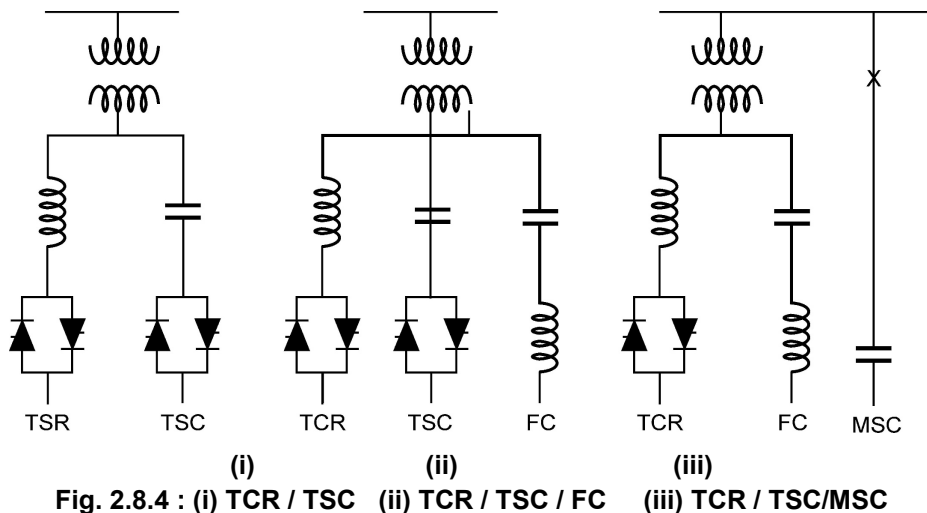 X
TSR TSC TCR TSC FC TCR FC MSC
(i) (ii) (iii)
Fig. 2.8.4 : (i) TCR / TSC (ii) TCR / TSC / FC (iii) TCR / TSC/MSC